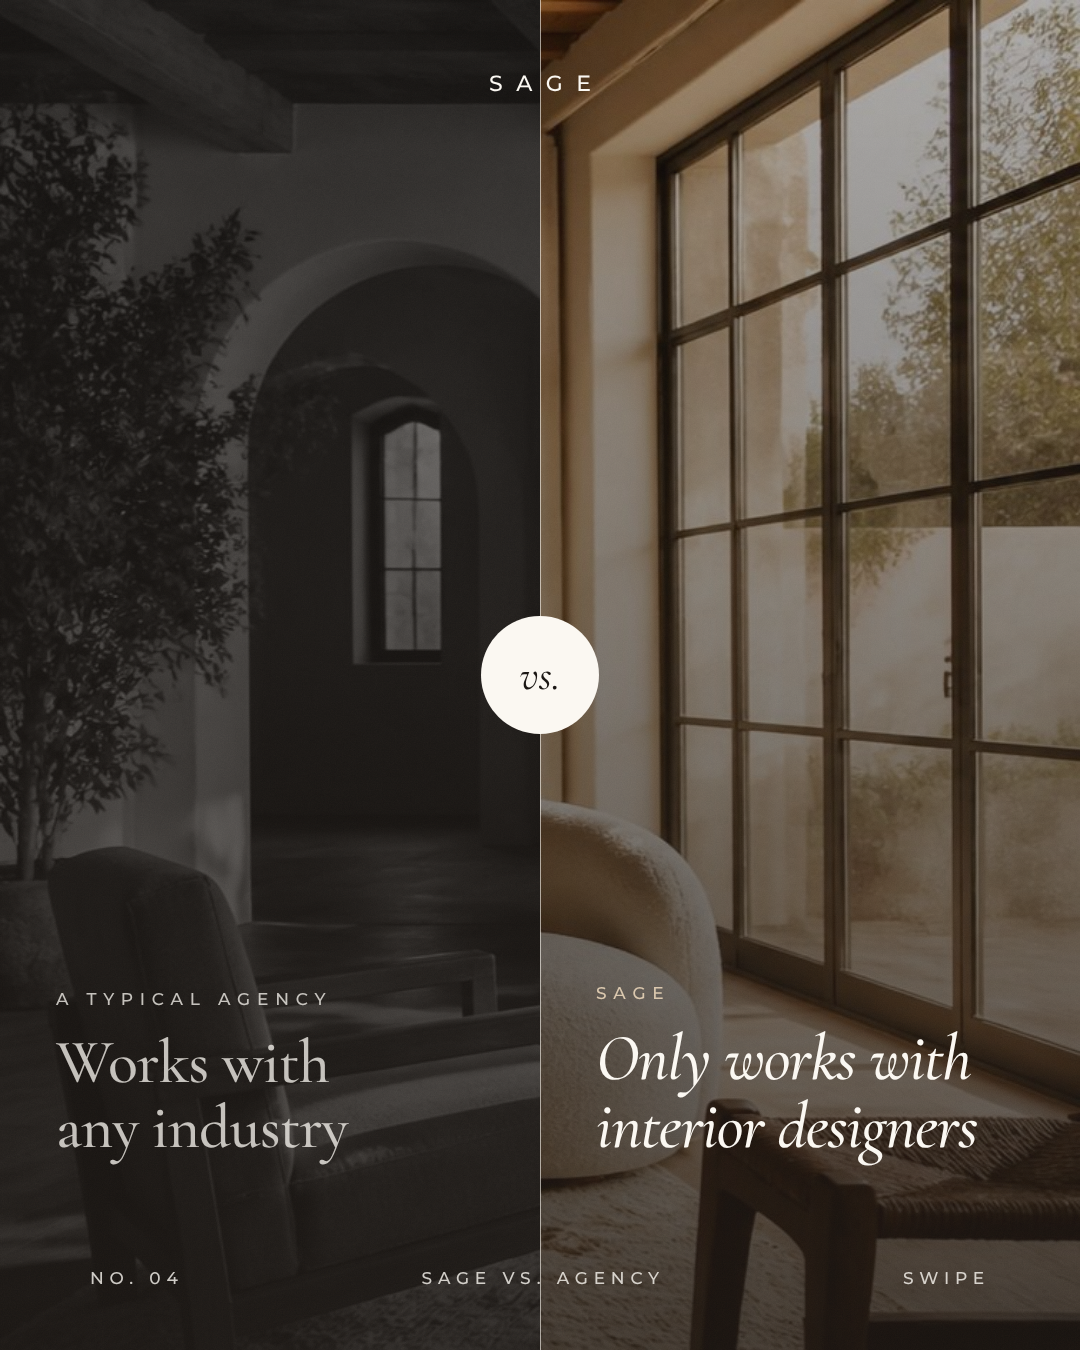 SAGE
vs.
A TYPICAL AGENCY
Works with
any industry
SAGE
Only works with
interior designers
NO. 04
SAGE VS. AGENCY
SWIPE